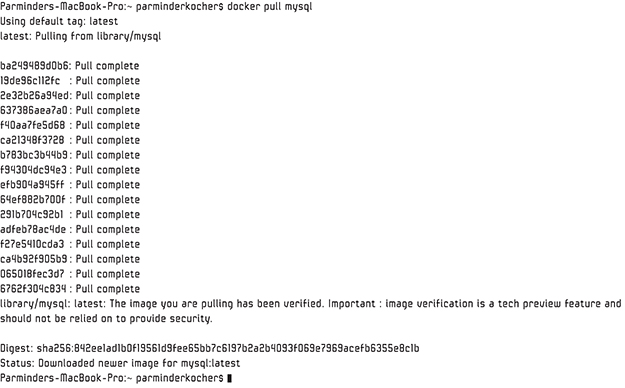 Parminders-MacBook-Pro:~ parminderkocher$ docker pull mysql
Using default tag: latest
latest: Pulling from library/mysql
ba249489d0b6: Pull complete
19de96c112fc : Pull complete
2e32b26a94ed: Pull complete
637386aea7a0: Pull complete
f40aa7fe5d68 : Pull complete
ca21348f3728 : Pull complete
b783bc3b44b9: Pull complete
f94304dc94e3 : Pull complete
efb904a945ff : Pull complete
64ef882b700f : Pull complete
291b704c92b1 : Pull complete
adfeb78ac4de : Pull complete
f27e5410cda3 : Pull complete
ca4b92f905b9: Pull complete
065018fec3d7 : Pull complete
6762f304c834 : Pull complete
library/mysql: latest: The image you are pulling has been verified. Important : image verification is a tech preview feature and
should not be relied on to provide security.
Digest: sha256:842ee1ad1b0f19561d9fee65bb7c6197b2a2b4093f069e7969acefb6355e8c1b
Status: Downloaded newer image for mysql:latest
Parminders-MacBook-Pro:~ parminderkocher$